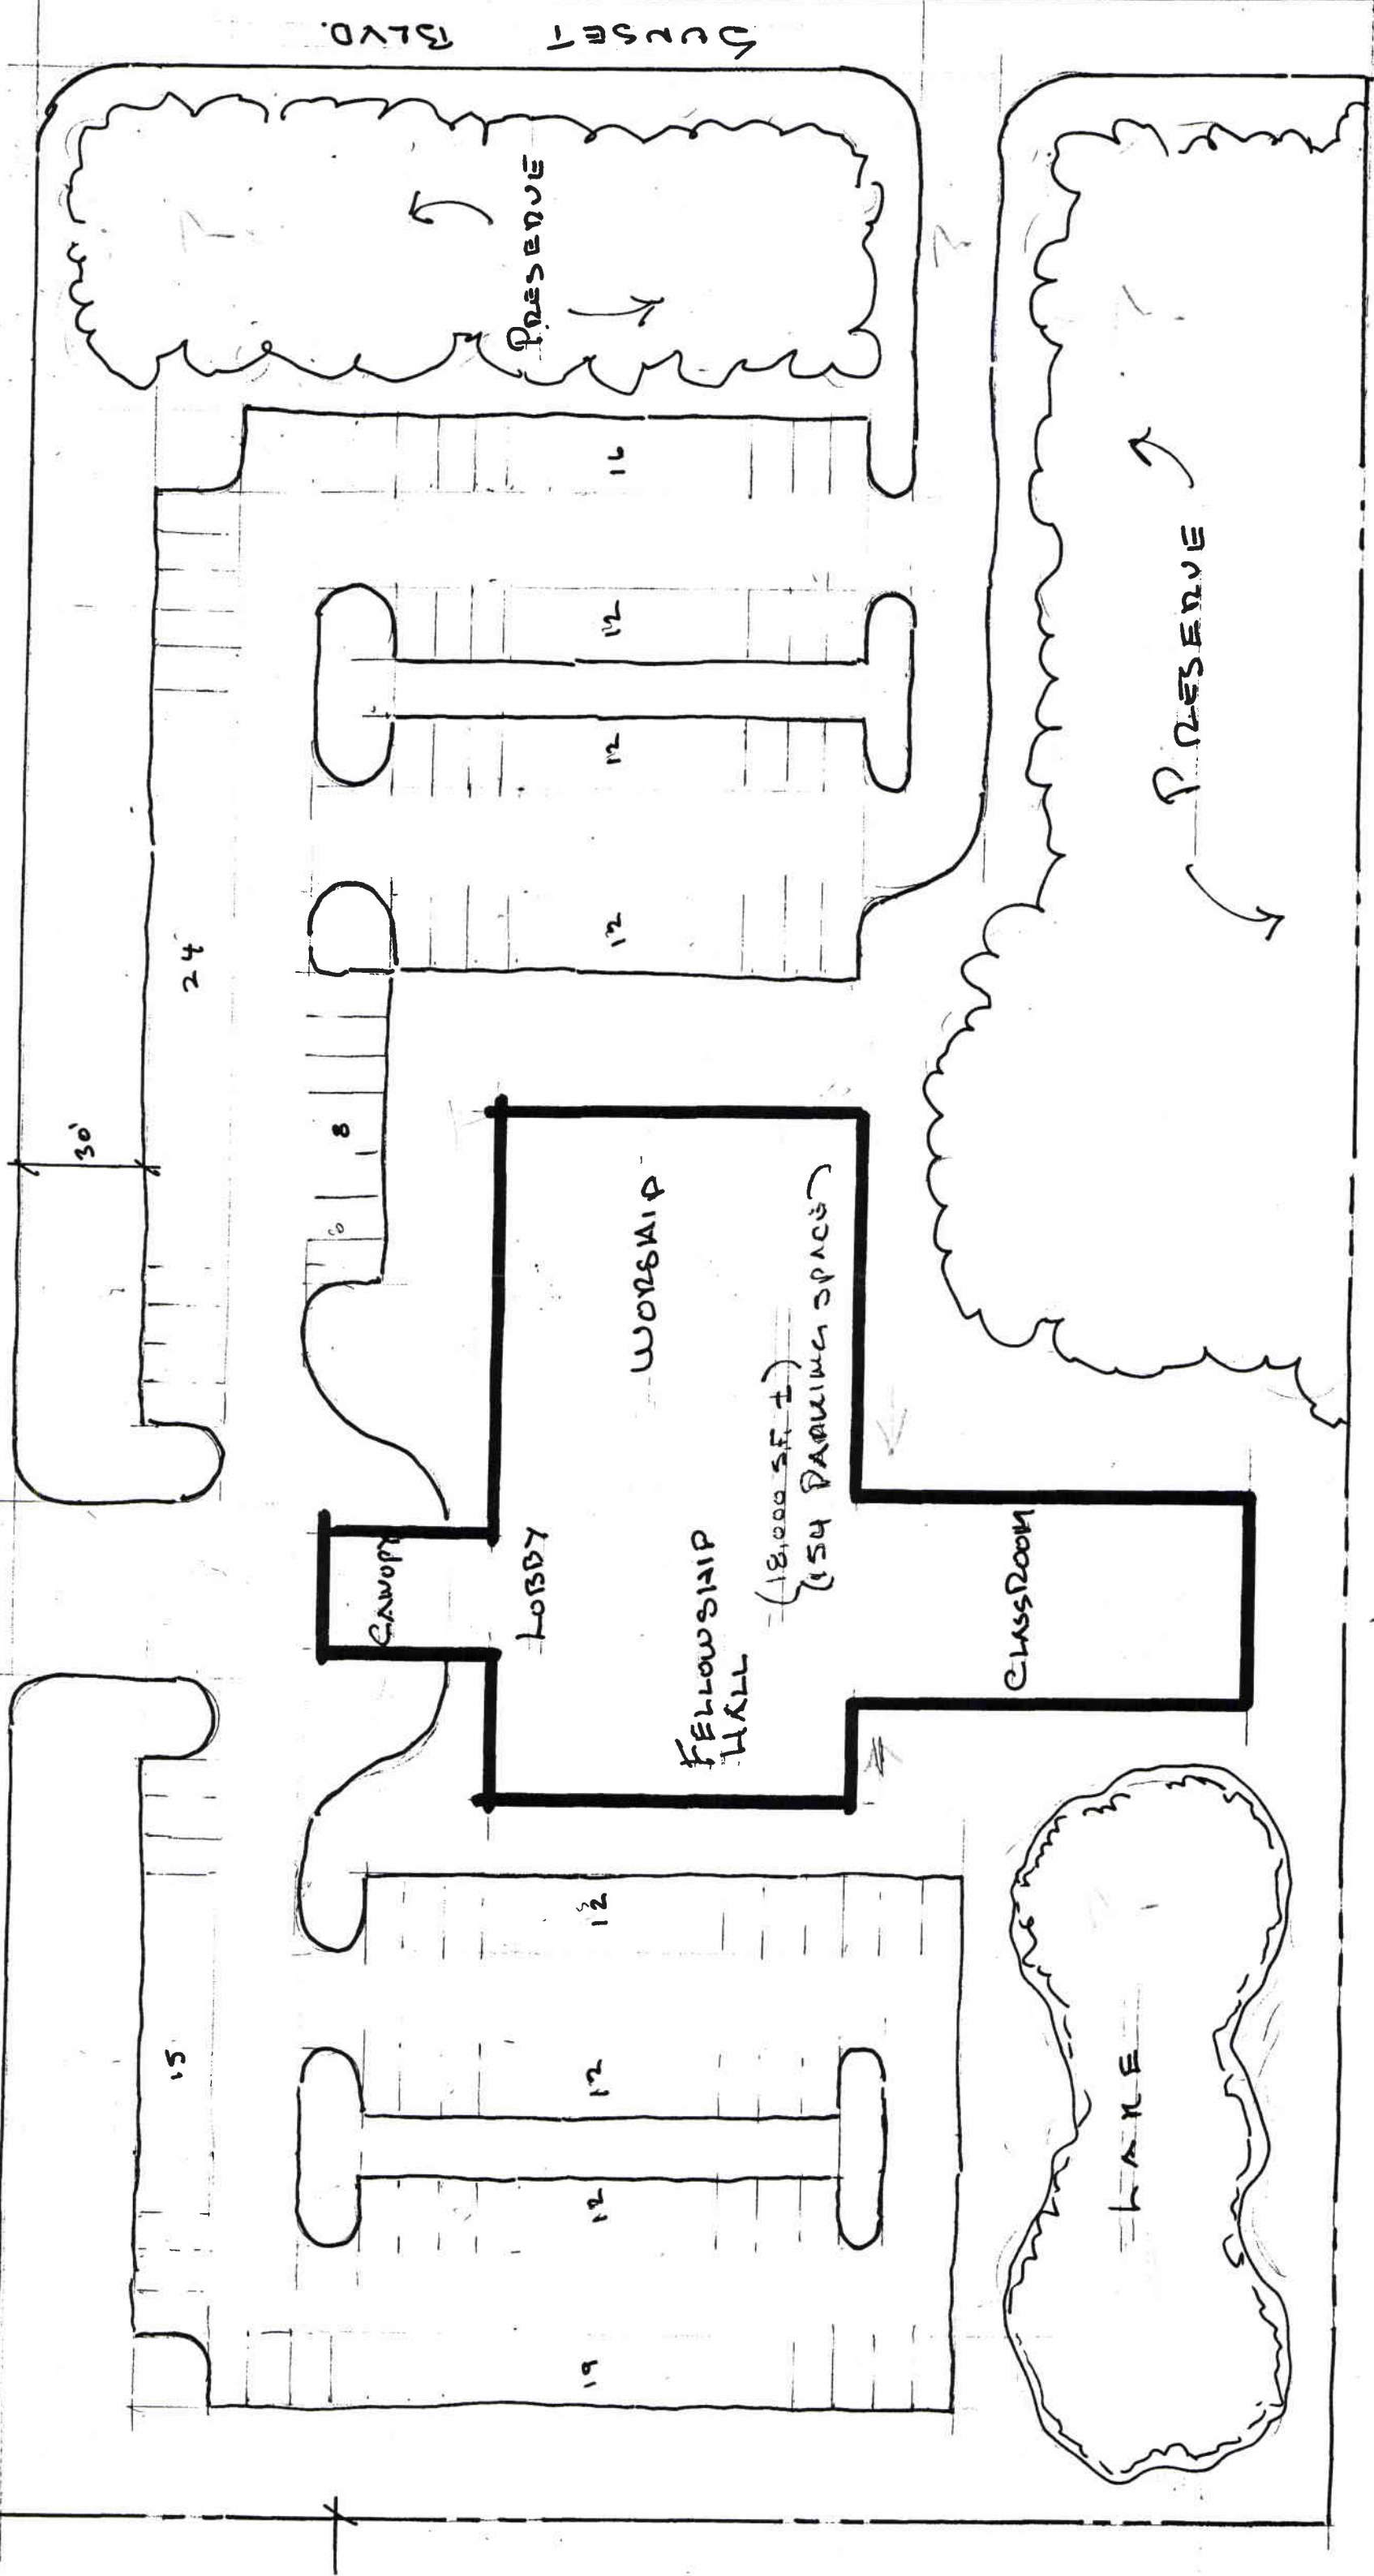 SUNSET BLVD.
PRESERVE
16
12
12
12
24
30'
8
PRESERVE
WORSHIP
CANOPY
LOBBY
FELLOWSHIP
HALL
(18,000 S.F. ±)
(154 PARKING SPACES)
CLASSROOM
15
12
12
12
19
LAKE